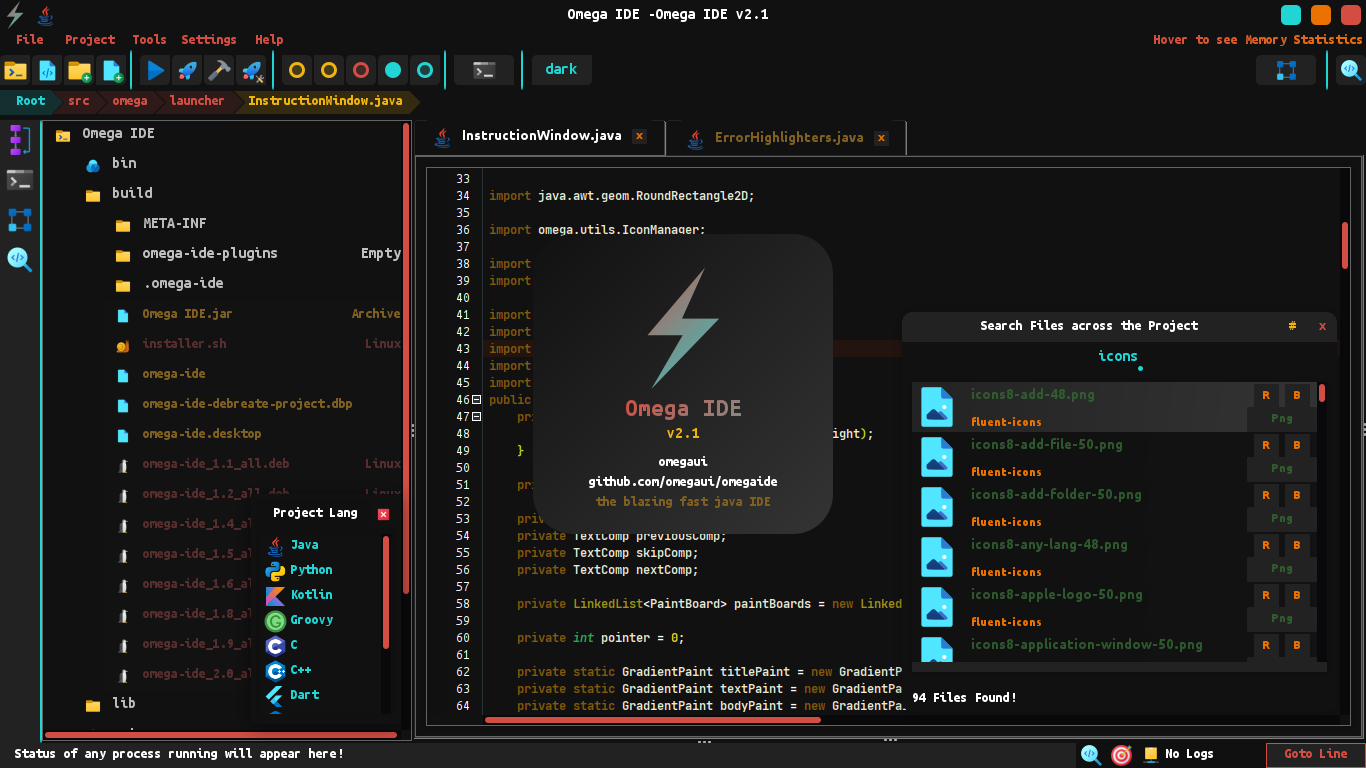 Omega IDE -Omega IDE v2.1
File Project Tools Settings Help
Hover to see Memory Statistics
dark
Root src omega launcher InstructionWindow.java
Omega IDE
bin
build
META-INF
omega-ide-plugins Empty
.omega-ide
Omega IDE.jar Archive
installer.sh Linux
omega-ide
omega-ide-debreate-project.dbp
omega-ide.desktop
omega-ide_1.1_all.deb Linux
omega-ide_1.2_all.deb Linux
omega-ide_1.4_al
omega-ide_1.5_al
omega-ide_1.6_al
omega-ide_1.8_al
omega-ide_1.9_al
omega-ide_2.0_al
lib
Project Lang x
Java
Python
Kotlin
Groovy
C
C++
Dart
InstructionWindow.java x
ErrorHighlighters.java x
33
34 import java.awt.geom.RoundRectangle2D;
35
36 import omega.utils.IconManager;
37
38 import
39 import
40
41 import
42 import
43 import
44 import
45 import
46 public
47 pri
48 ight);
49 }
50
51 pri
52
53 priv
54 private TextComp previousComp;
55 private TextComp skipComp;
56 private TextComp nextComp;
57
58 private LinkedList<PaintBoard> paintBoards = new Linked
59
60 private int pointer = 0;
61
62 private static GradientPaint titlePaint = new GradientP
63 private static GradientPaint textPaint = new GradientPa
64 private static GradientPaint bodyPaint = new GradientPa
Omega IDE
v2.1
omegaui
github.com/omegaui/omegaide
the blazing fast java IDE
Search Files across the Project # x
icons
icons8-add-48.png R B
fluent-icons Png
icons8-add-file-50.png R B
fluent-icons Png
icons8-add-folder-50.png R B
fluent-icons Png
icons8-any-lang-48.png R B
fluent-icons Png
icons8-apple-logo-50.png R B
fluent-icons Png
icons8-application-window-50.png R B
94 Files Found!
Status of any process running will appear here!
No Logs
Goto Line